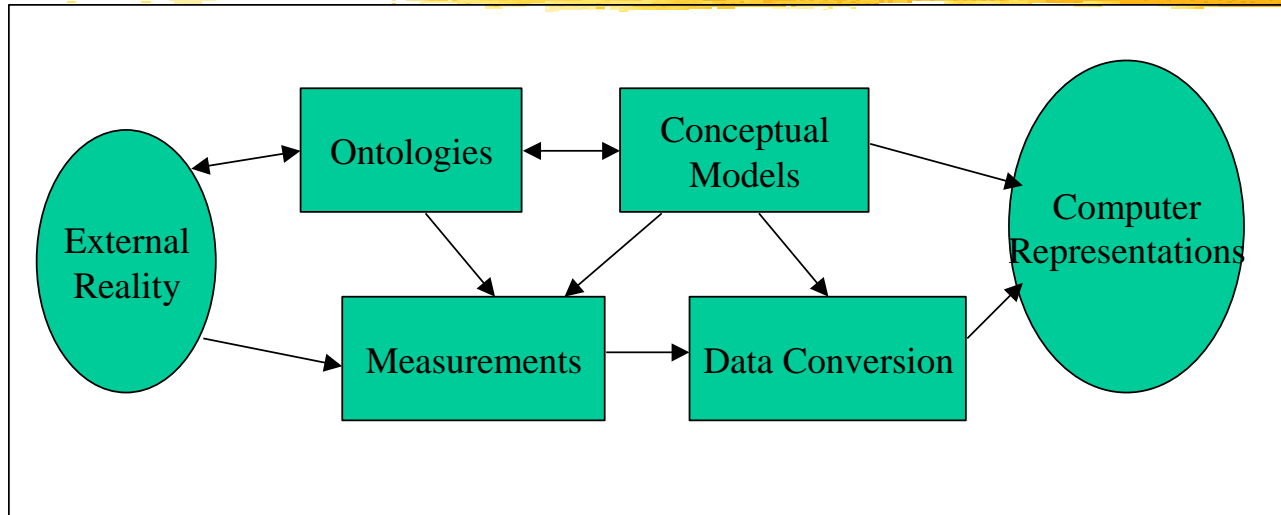 External
Reality
Ontologies
Conceptual
Models
Measurements
Data Conversion
Computer
Representations